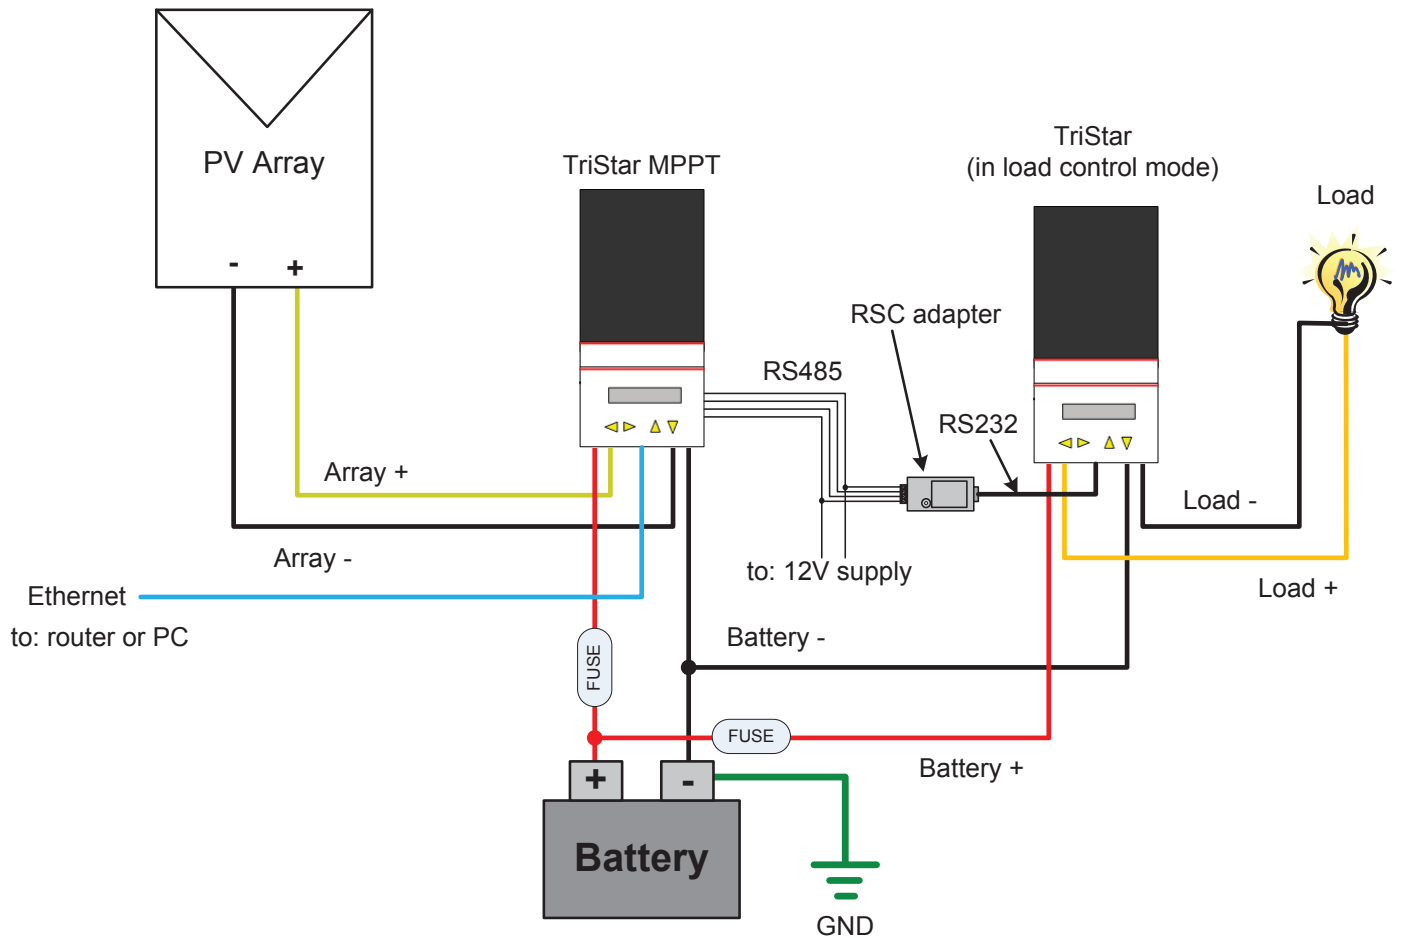 PV Array
- +
TriStar MPPT
TriStar
(in load control mode)
Load
RSC adapter
RS485
RS232
Array +
Array -
Load -
Load +
Ethernet
to: router or PC
to: 12V supply
Battery -
FUSE
FUSE
Battery +
+ -
Battery
GND